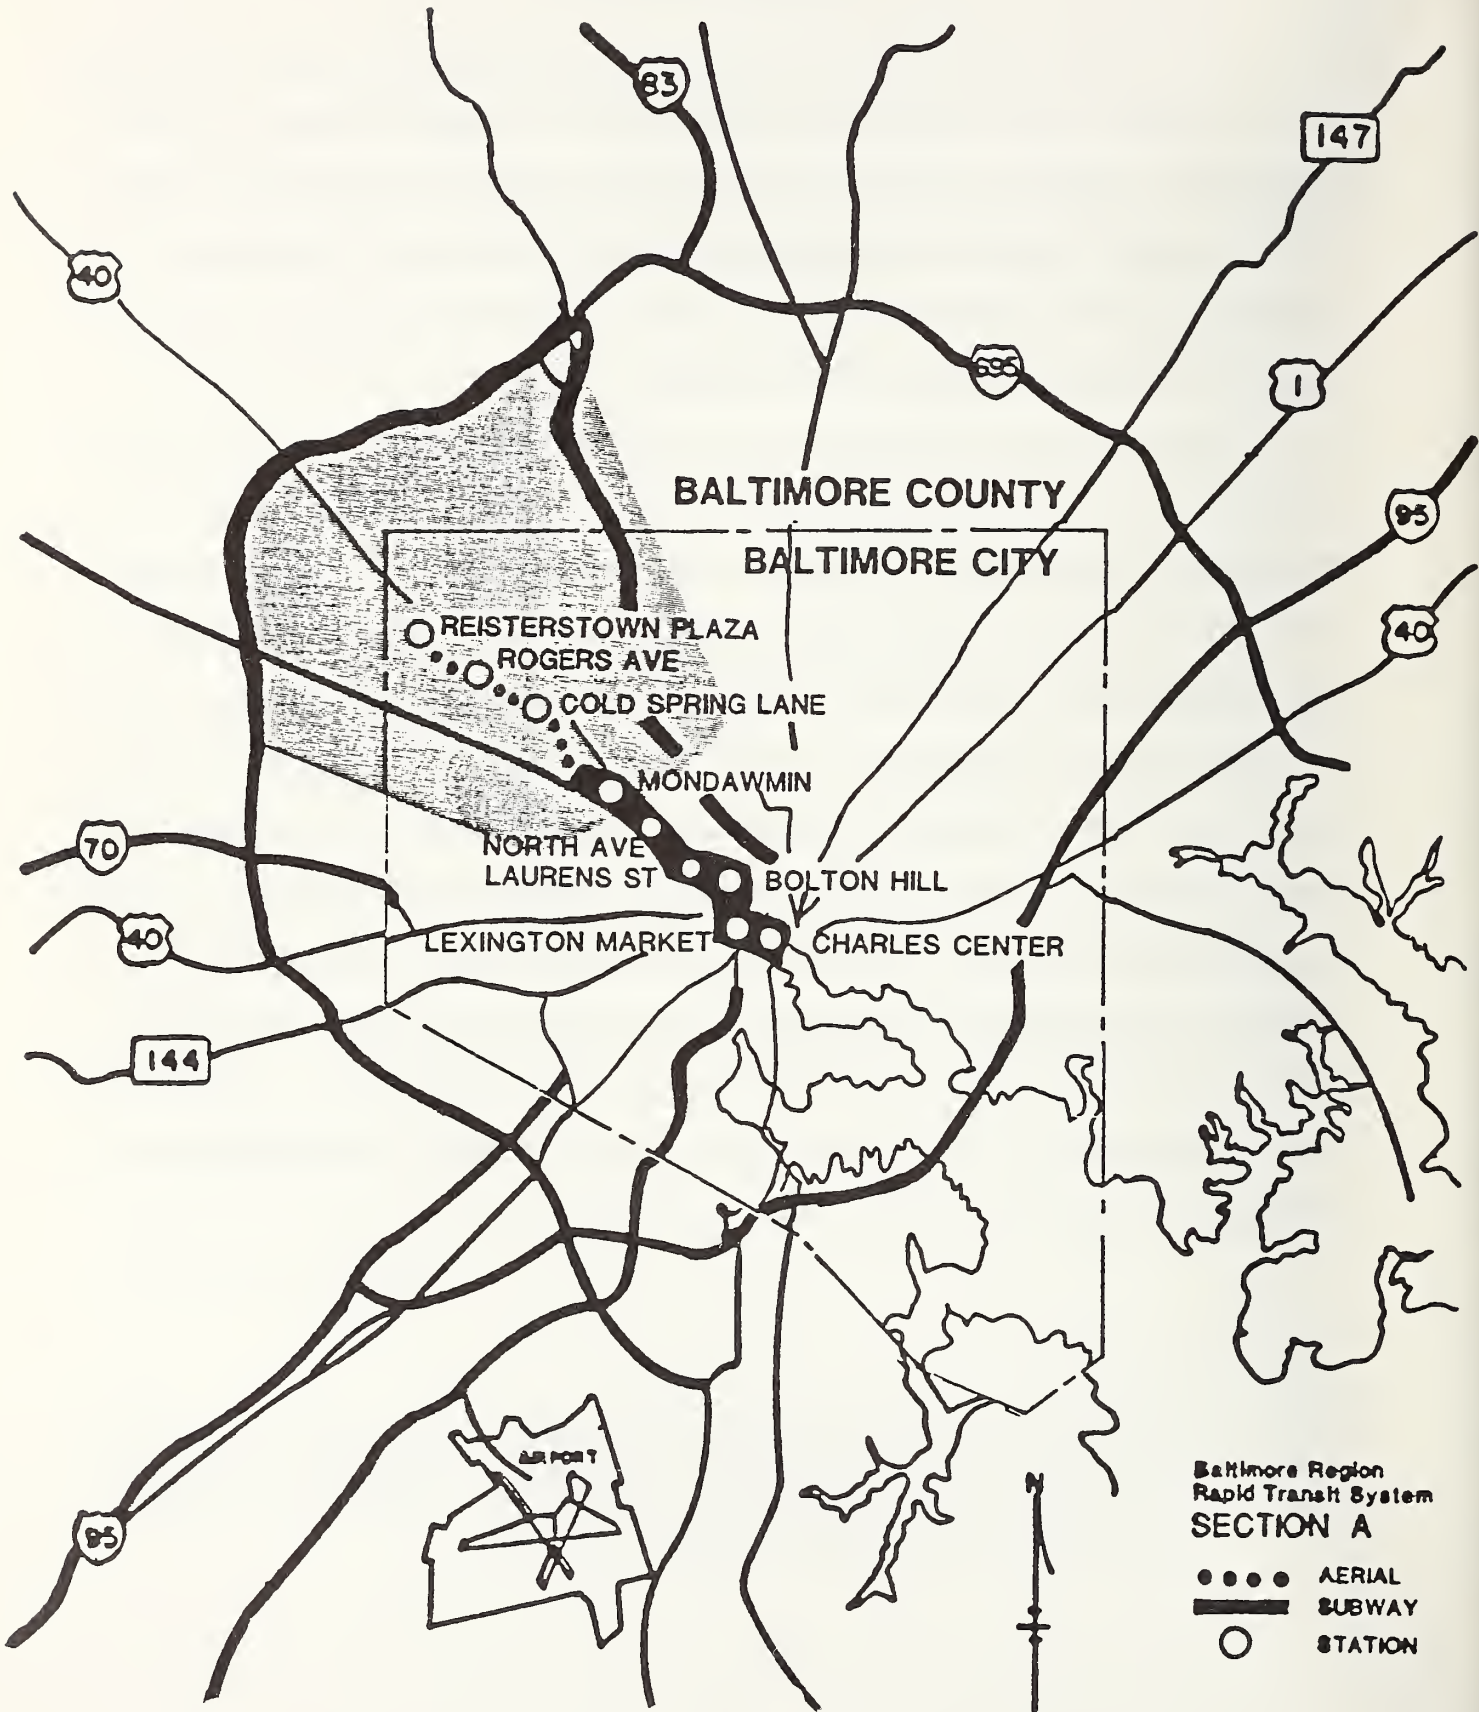 83
147
40
695
1
BALTIMORE COUNTY
95
BALTIMORE CITY
40
REISTERSTOWN PLAZA
ROGERS AVE
COLD SPRING LANE
MONDAWMIN
70
NORTH AVE
LAURENS ST
BOLTON HILL
40
LEXINGTON MARKET
CHARLES CENTER
144
AIRPORT
N
95
Baltimore Region
Rapid Transit System
SECTION A
AERIAL
SUBWAY
STATION